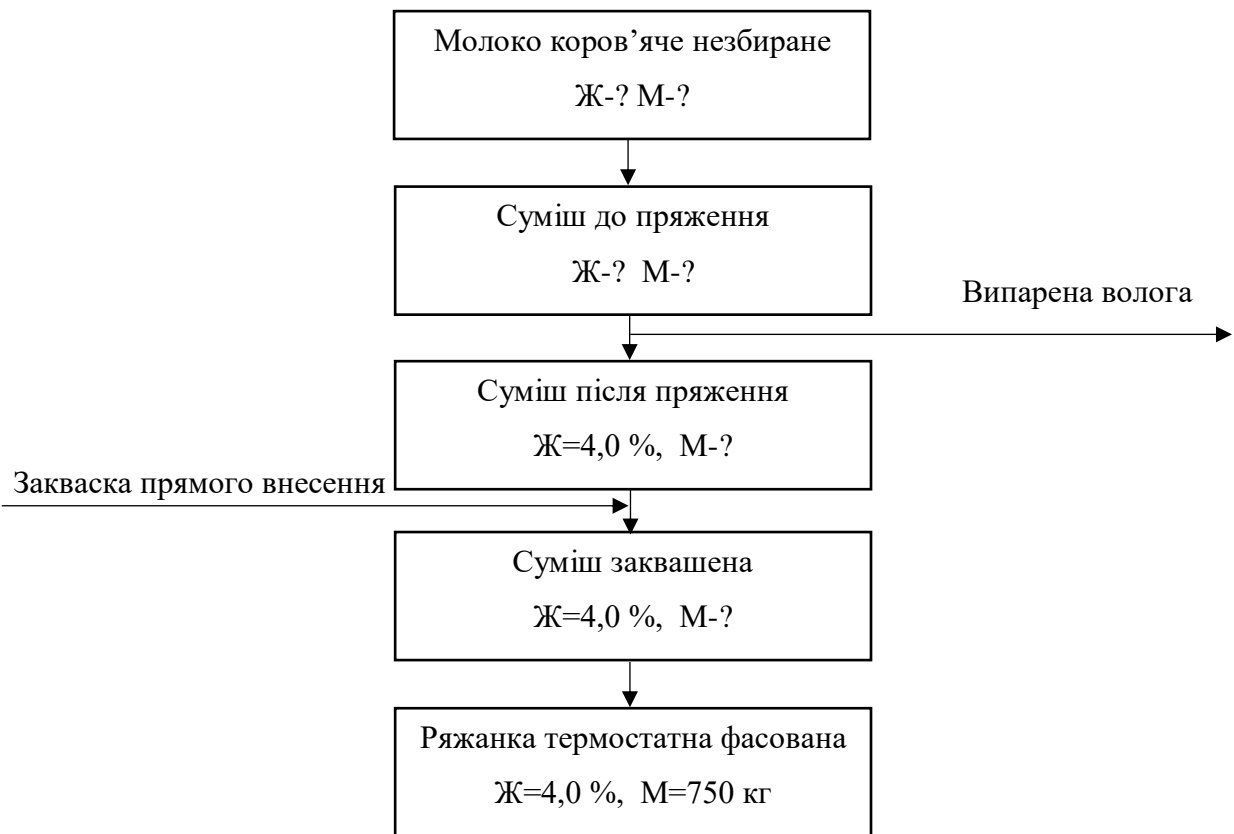 Молоко коров’яче незбиране
Ж-? М-?
Суміш до пряження
Ж-? М-?
Випарена волога
Суміш після пряження
Ж=4,0 %, М-?
Закваска прямого внесення
Суміш заквашена
Ж=4,0 %, М-?
Ряжанка термостатна фасована
Ж=4,0 %, М=750 кг